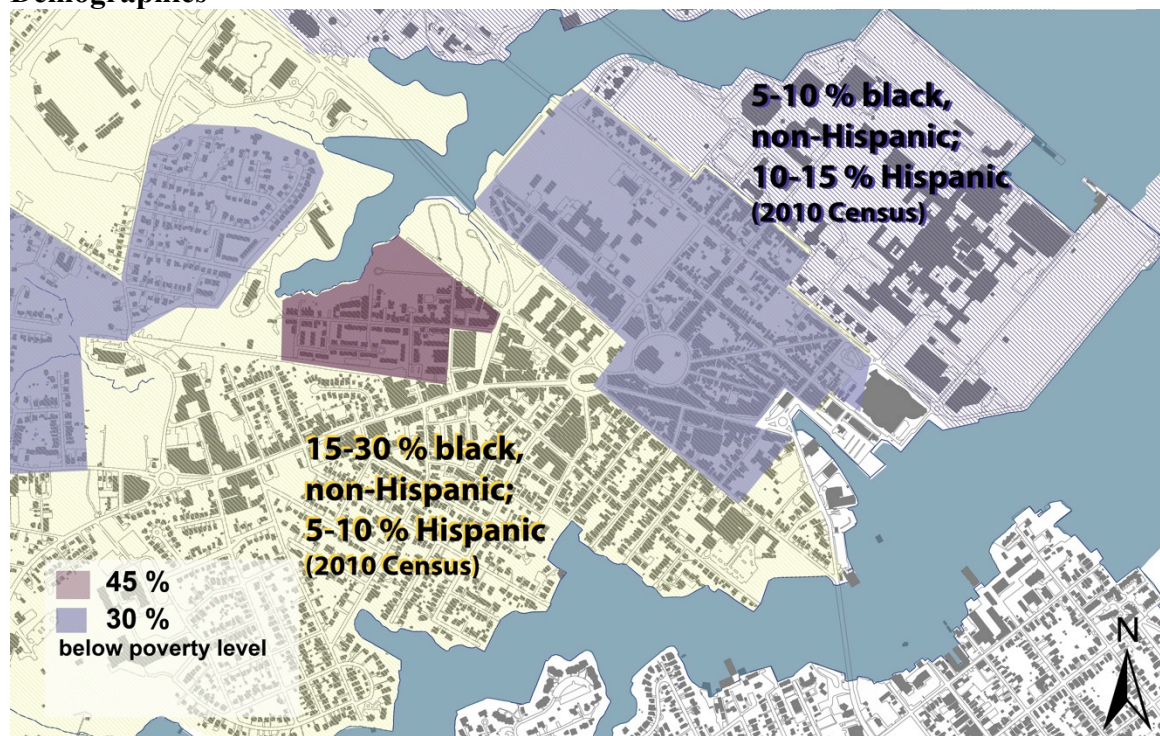 Demographics
5-10 % black,
non-Hispanic;
10-15 % Hispanic
(2010 Census)
15-30 % black,
non-Hispanic;
5-10 % Hispanic
(2010 Census)
45 %
30 %
below poverty level
N